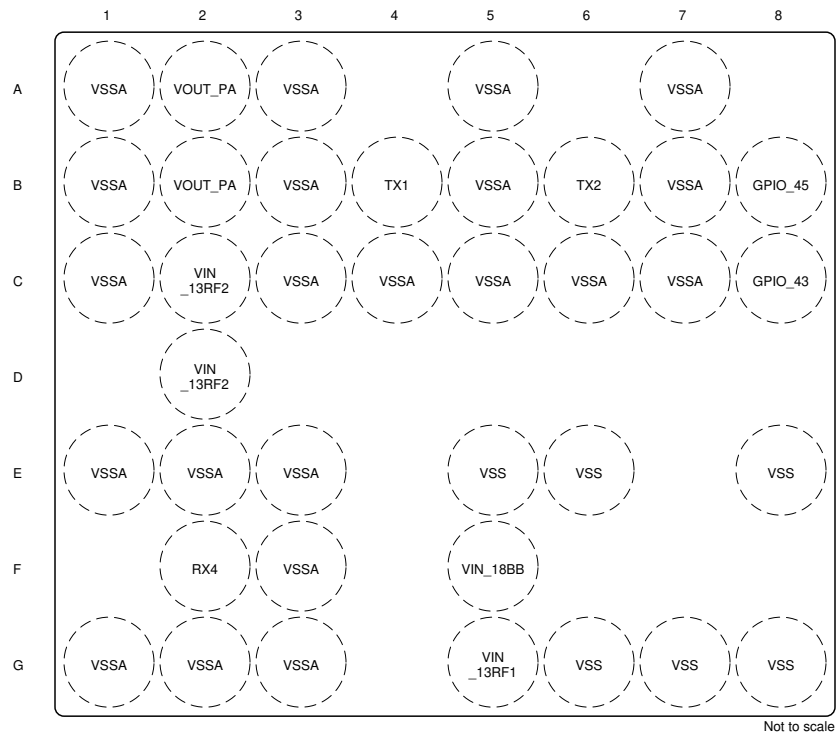 1 2 3 4 5 6 7 8
A VSSA VOUT_PA VSSA VSSA VSSA
B VSSA VOUT_PA VSSA TX1 VSSA TX2 VSSA GPIO_45
C VSSA VIN _13RF2 VSSA VSSA VSSA VSSA VSSA GPIO_43
D VIN _13RF2
E VSSA VSSA VSSA VSS VSS VSS
F RX4 VSSA VIN_18BB
G VSSA VSSA VSSA VIN _13RF1 VSS VSS VSS
Not to scale